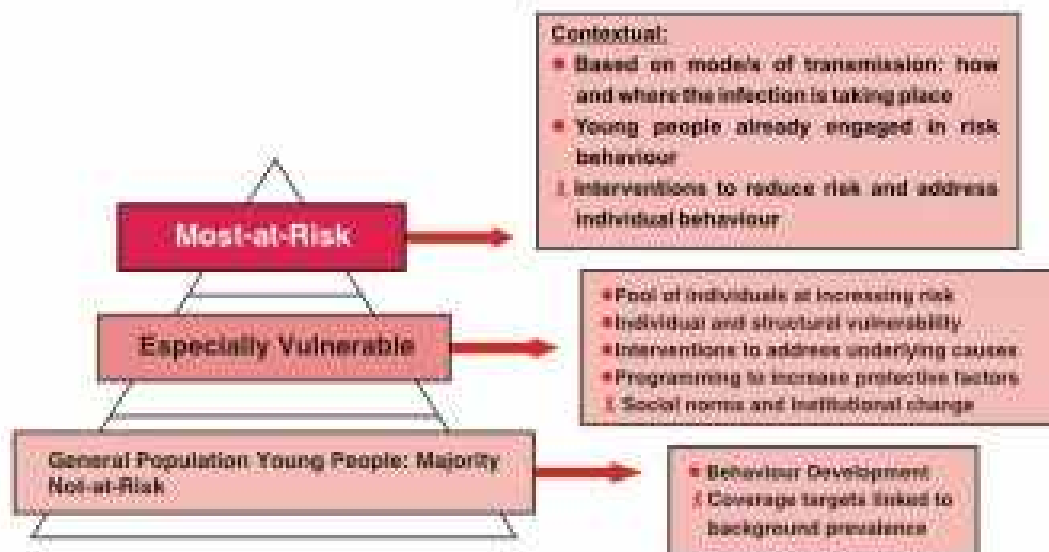 Contextual:
• Based on mode/s of transmission: how
and where the infection is taking place
• Young people already engaged in risk
behaviour
interventions to reduce risk and address
individual behaviour
Most-at-Risk
• Pool of individuals at increasing risk
• Individual and structural vulnerability
• Interventions to address underlying causes
• Programming to increase protective factors
Social norms and institutional change
Especially Vulnerable
General Population Young People: Majority
Not-at-Risk
• Behaviour Development
Coverage targets linked to
background prevalence